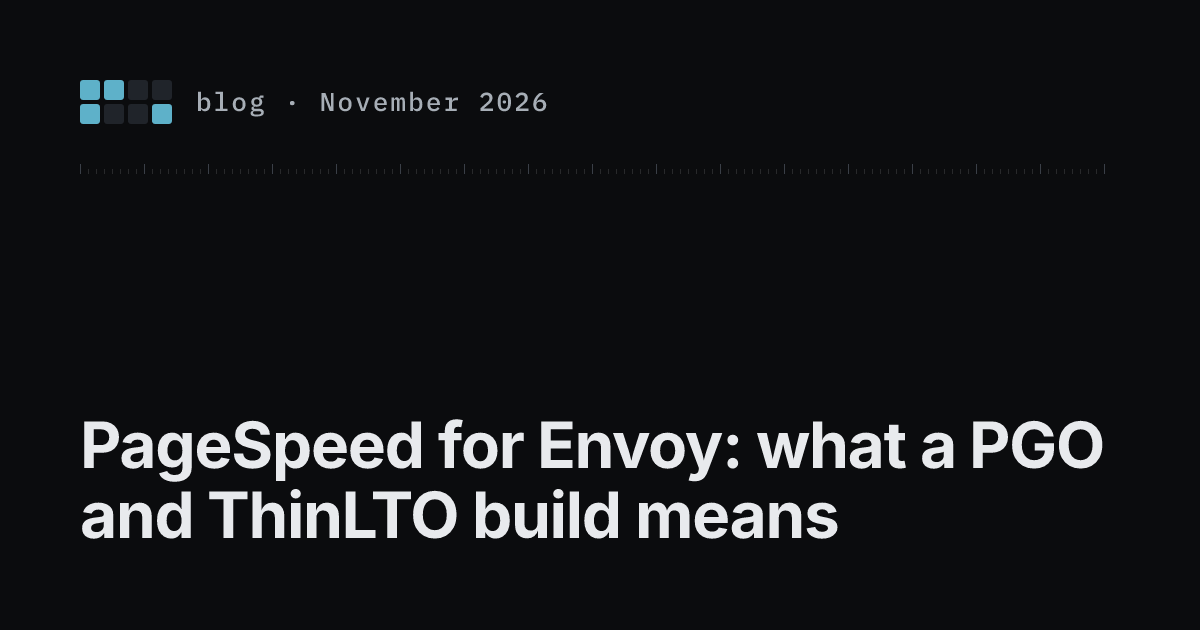 blog · November 2026
PageSpeed for Envoy: what a PGO
and ThinLTO build means